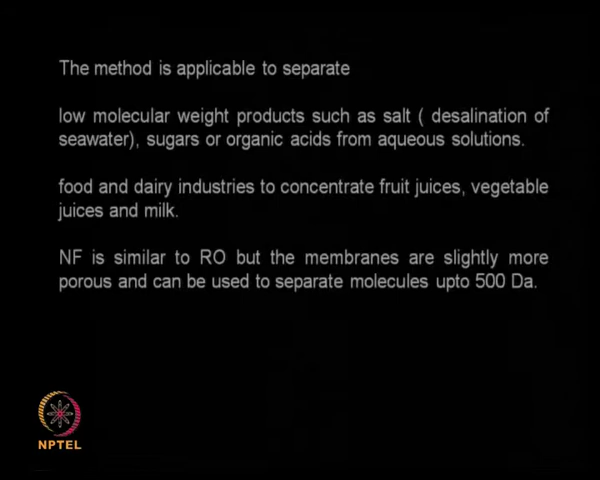 The method is applicable to separate
low molecular weight products such as salt ( desalination of
seawater), sugars or organic acids from aqueous solutions.
food and dairy industries to concentrate fruit juices, vegetable
juices and milk.
NF is similar to RO but the membranes are slightly more
porous and can be used to separate molecules upto 500 Da.
NPTEL